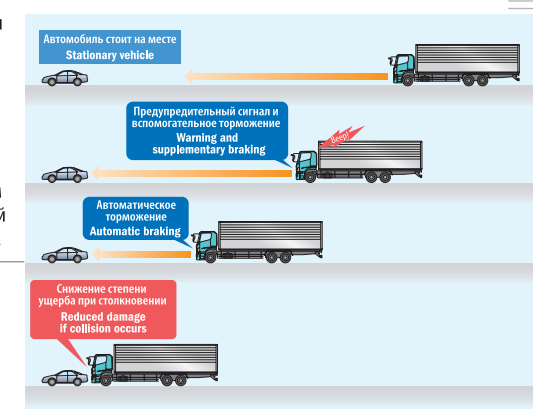 Автомобиль стоит на месте
Stationary vehicle
Предупредительный сигнал и
вспомогательное торможение
Warning and
supplementary braking
Beep!
Автоматическое
торможение
Automatic braking
й
Снижение степени
ущерба при столкновении
Reduced damage
if collision occurs